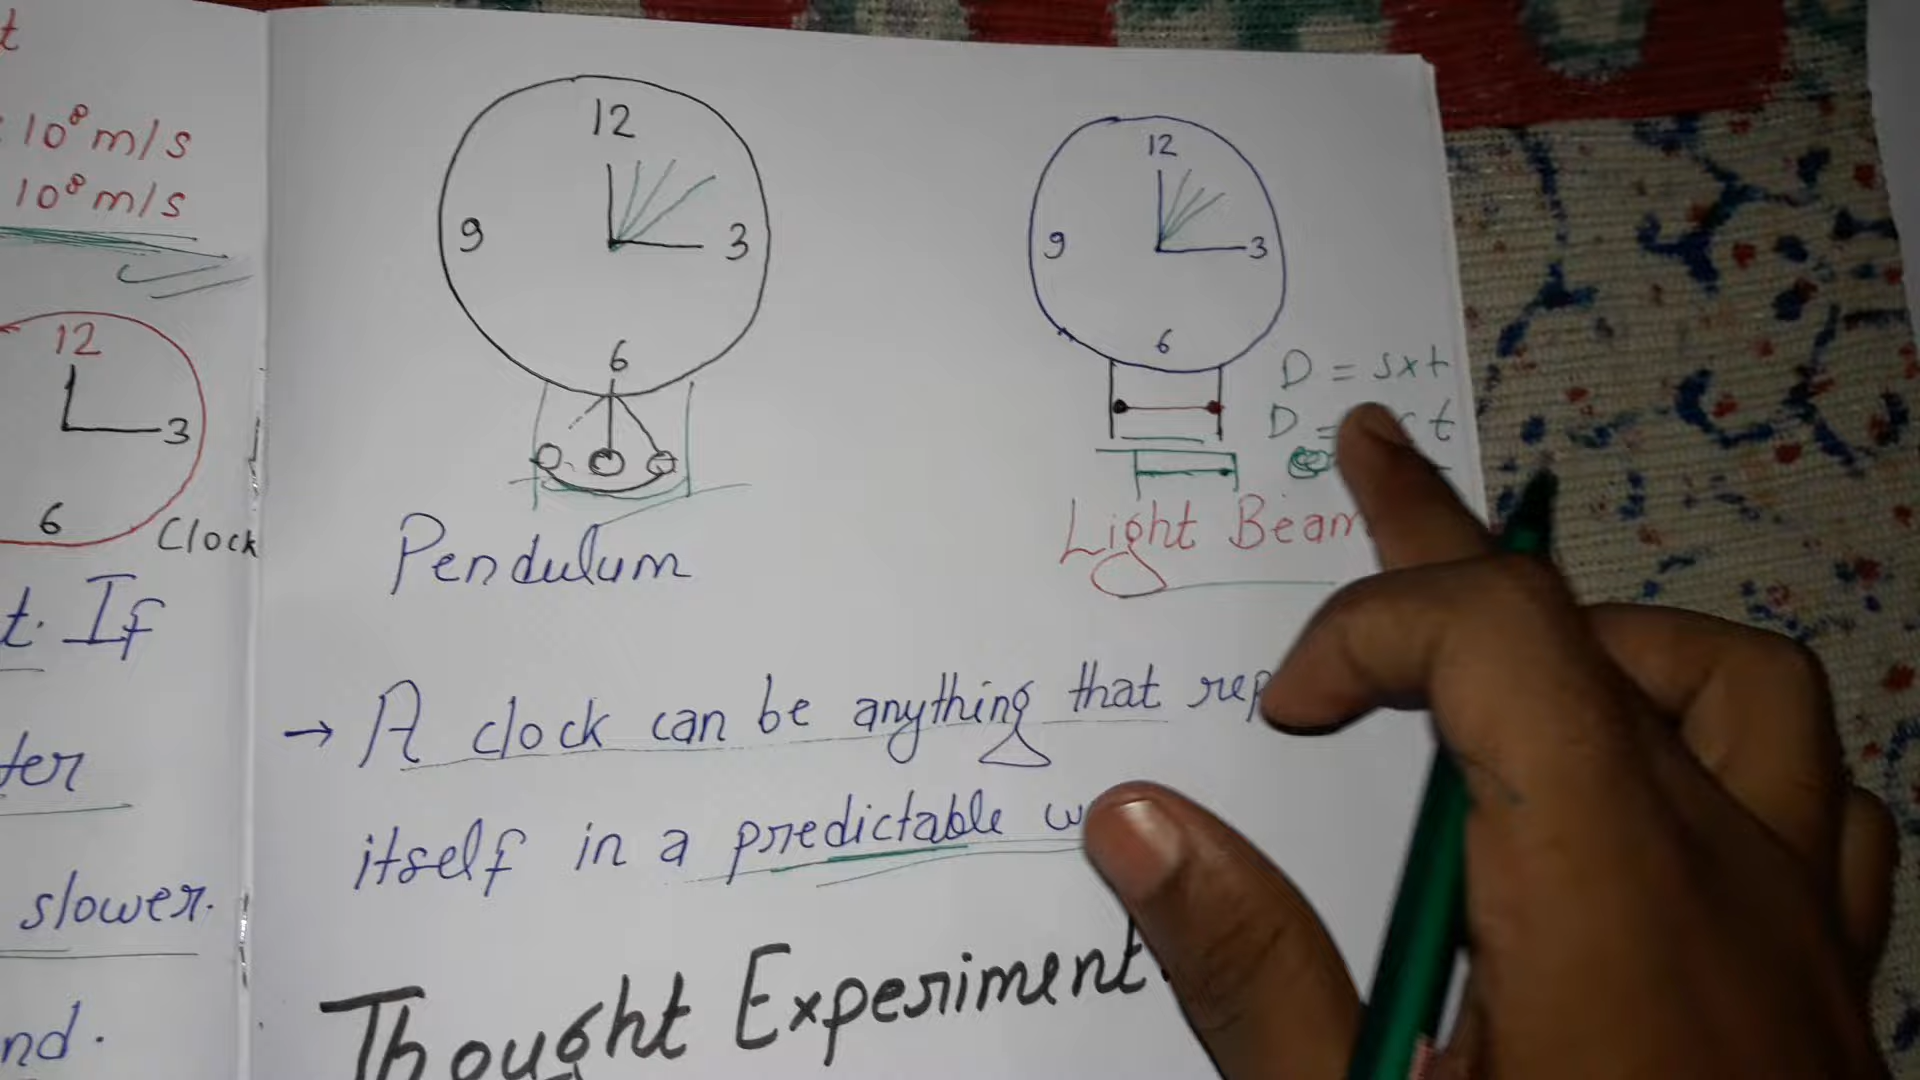 t
10⁸ m/s
10⁸ m/s
12
3
6
Clock
t. If
slower.
nd.
12
9
3
6
Pendulum
12
9
3
6
D = s x t
D =
t
Light Beam
→ A clock can be anything that rep
itself in a predictable w
Thought Experiment.